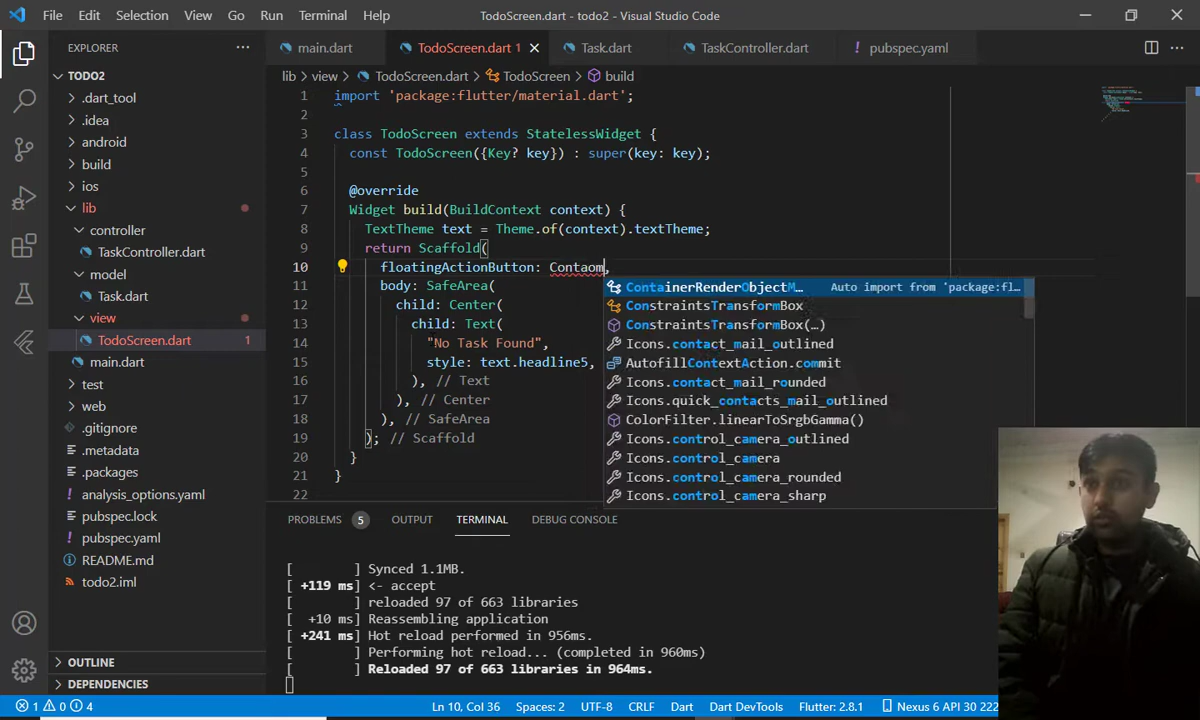 File Edit Selection View Go Run Terminal Help TodoScreen.dart - todo2 - Visual Studio Code
EXPLORER ··· main.dart TodoScreen.dart 1 Task.dart TaskController.dart ! pubspec.yaml ···
TODO2 lib > view > TodoScreen.dart > TodoScreen > build
.dart_tool
.idea
android
build
ios
lib
controller
TaskController.dart
model
Task.dart
view
TodoScreen.dart 1
main.dart
test
web
.gitignore
.metadata
.packages
analysis_options.yaml
pubspec.lock
! pubspec.yaml
README.md
todo2.iml
OUTLINE
DEPENDENCIES
1 import 'package:flutter/material.dart';
2
3 class TodoScreen extends StatelessWidget {
4 const TodoScreen({Key? key}) : super(key: key);
5
6 @override
7 Widget build(BuildContext context) {
8 TextTheme text = Theme.of(context).textTheme;
9 return Scaffold(
10 floatingActionButton: Contaom,
11 body: SafeArea(
12 child: Center(
13 child: Text(
14 "No Task Found",
15 style: text.headline5,
16 ), // Text
17 ), // Center
18 ), // SafeArea
19 ); // Scaffold
20 }
21 }
22
ContainerRenderObjectM… Auto import from 'package:fl…
ConstraintsTransformBox
ConstraintsTransformBox(…)
Icons.contact_mail_outlined
AutofillContextAction.commit
Icons.contact_mail_rounded
Icons.quick_contacts_mail_outlined
ColorFilter.linearToSrgbGamma()
Icons.control_camera_outlined
Icons.control_camera
Icons.control_camera_rounded
Icons.control_camera_sharp
PROBLEMS 5 OUTPUT TERMINAL DEBUG CONSOLE
[ ] Synced 1.1MB.
[ +119 ms] <- accept
[ ] reloaded 97 of 663 libraries
[ +10 ms] Reassembling application
[ +241 ms] Hot reload performed in 956ms.
[ ] Performing hot reload... (completed in 960ms)
[ ] Reloaded 97 of 663 libraries in 964ms.
1 0 4 Ln 10, Col 36 Spaces: 2 UTF-8 CRLF Dart Dart DevTools Flutter: 2.8.1 Nexus 6 API 30 222